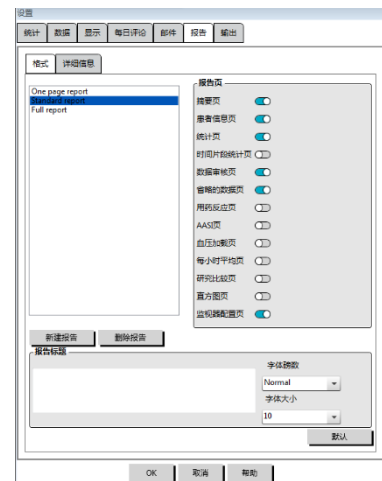 设置
统计 数据 显示 每日评论 邮件 报告 输出
格式 详细信息
One page report
Standard report
Full report
报告页
摘要页
患者信息页
统计页
时间片段统计页
数据审核页
省略的数据页
用药反应页
AASI页
血压加载页
每小时平均页
研究比较页
直方图页
监视器配置页
新建报告 删除报告
报告标题
字体磅数
Normal
字体大小
10
默认
OK 取消 帮助